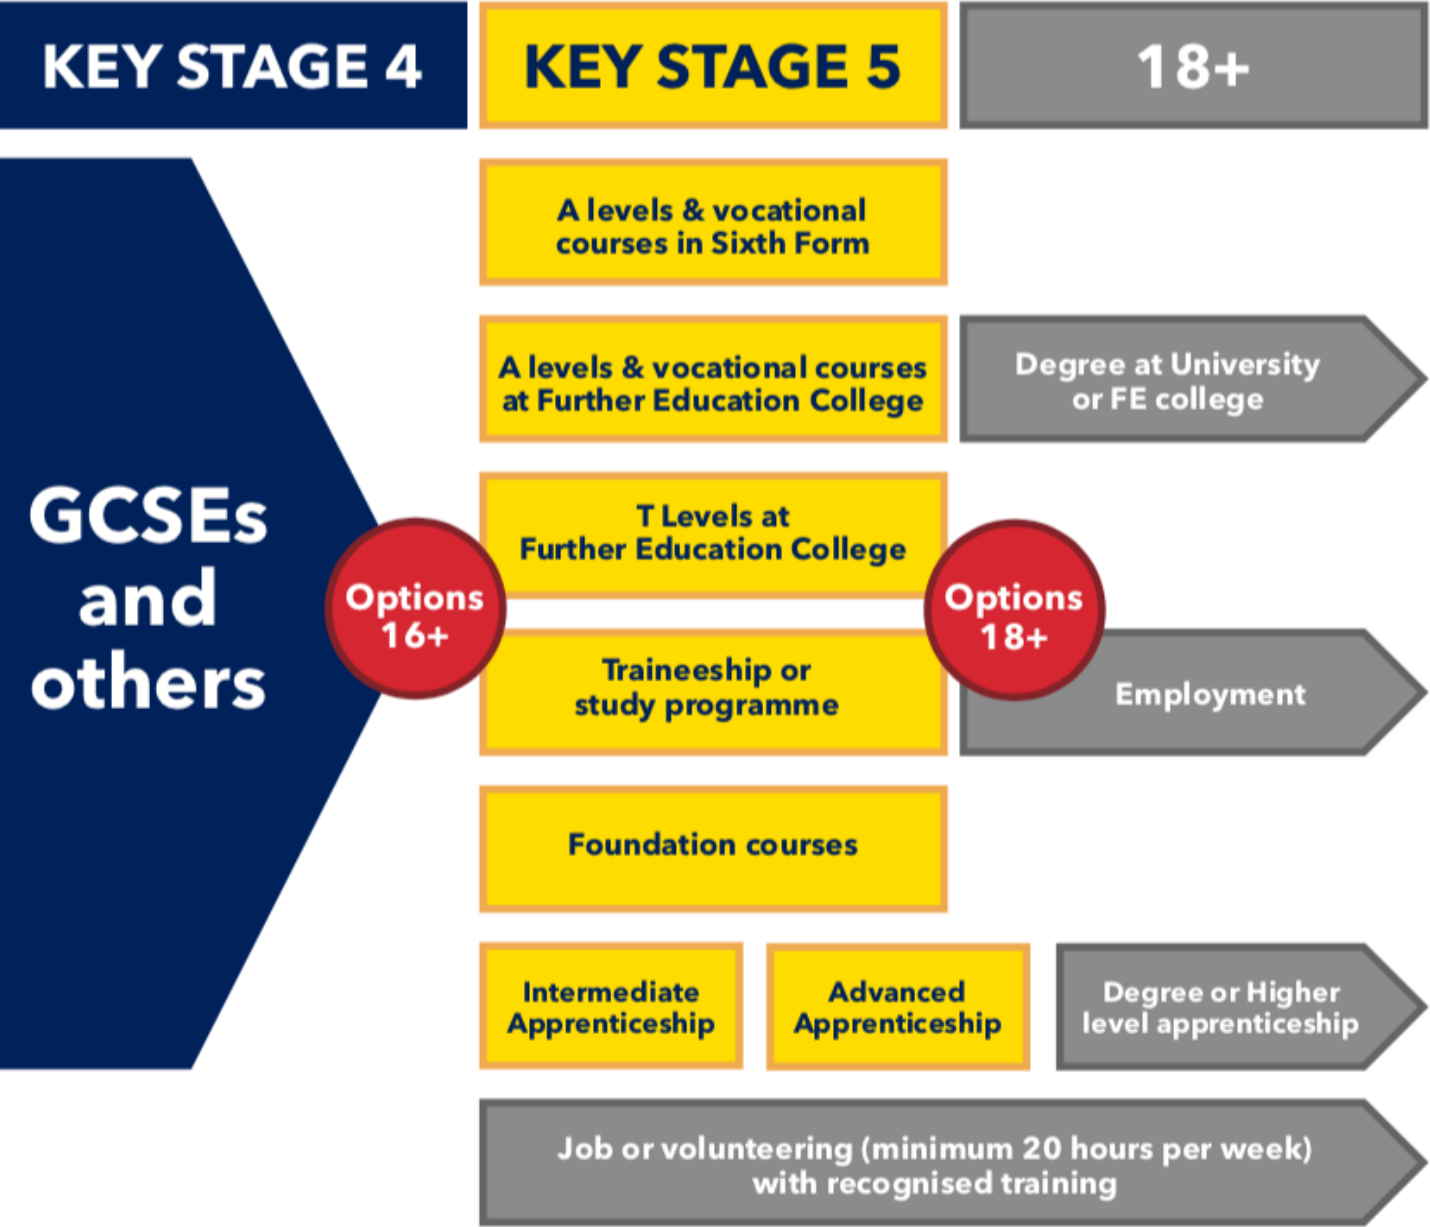 KEY STAGE 4
KEY STAGE 5
18+
GCSEs
and
others
Options
16+
A levels & vocational
courses in Sixth Form
A levels & vocational courses
at Further Education College
T Levels at
Further Education College
Traineeship or
study programme
Foundation courses
Intermediate
Apprenticeship
Advanced
Apprenticeship
Options
18+
Degree at University
or FE college
Employment
Degree or Higher
level apprenticeship
Job or volunteering (minimum 20 hours per week)
with recognised training